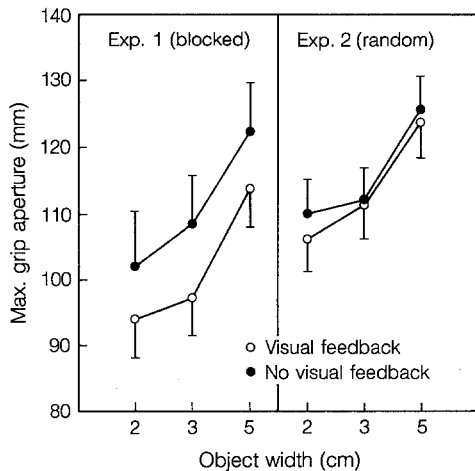 Max. grip aperture (mm)
140
130
120
110
100
90
80
Exp. 1 (blocked)
Exp. 2 (random)
Visual feedback
No visual feedback
2 3 5 2 3 5
Object width (cm)